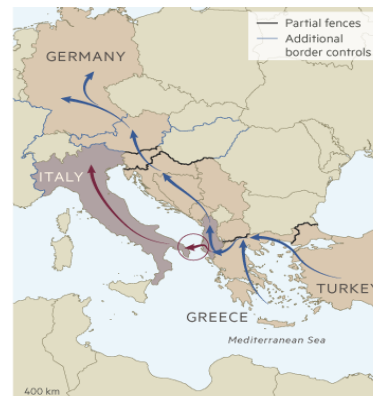 Partial fences
Additional
border controls
GERMANY
ITALY
TURKEY
GREECE
Mediterranean Sea
400 km